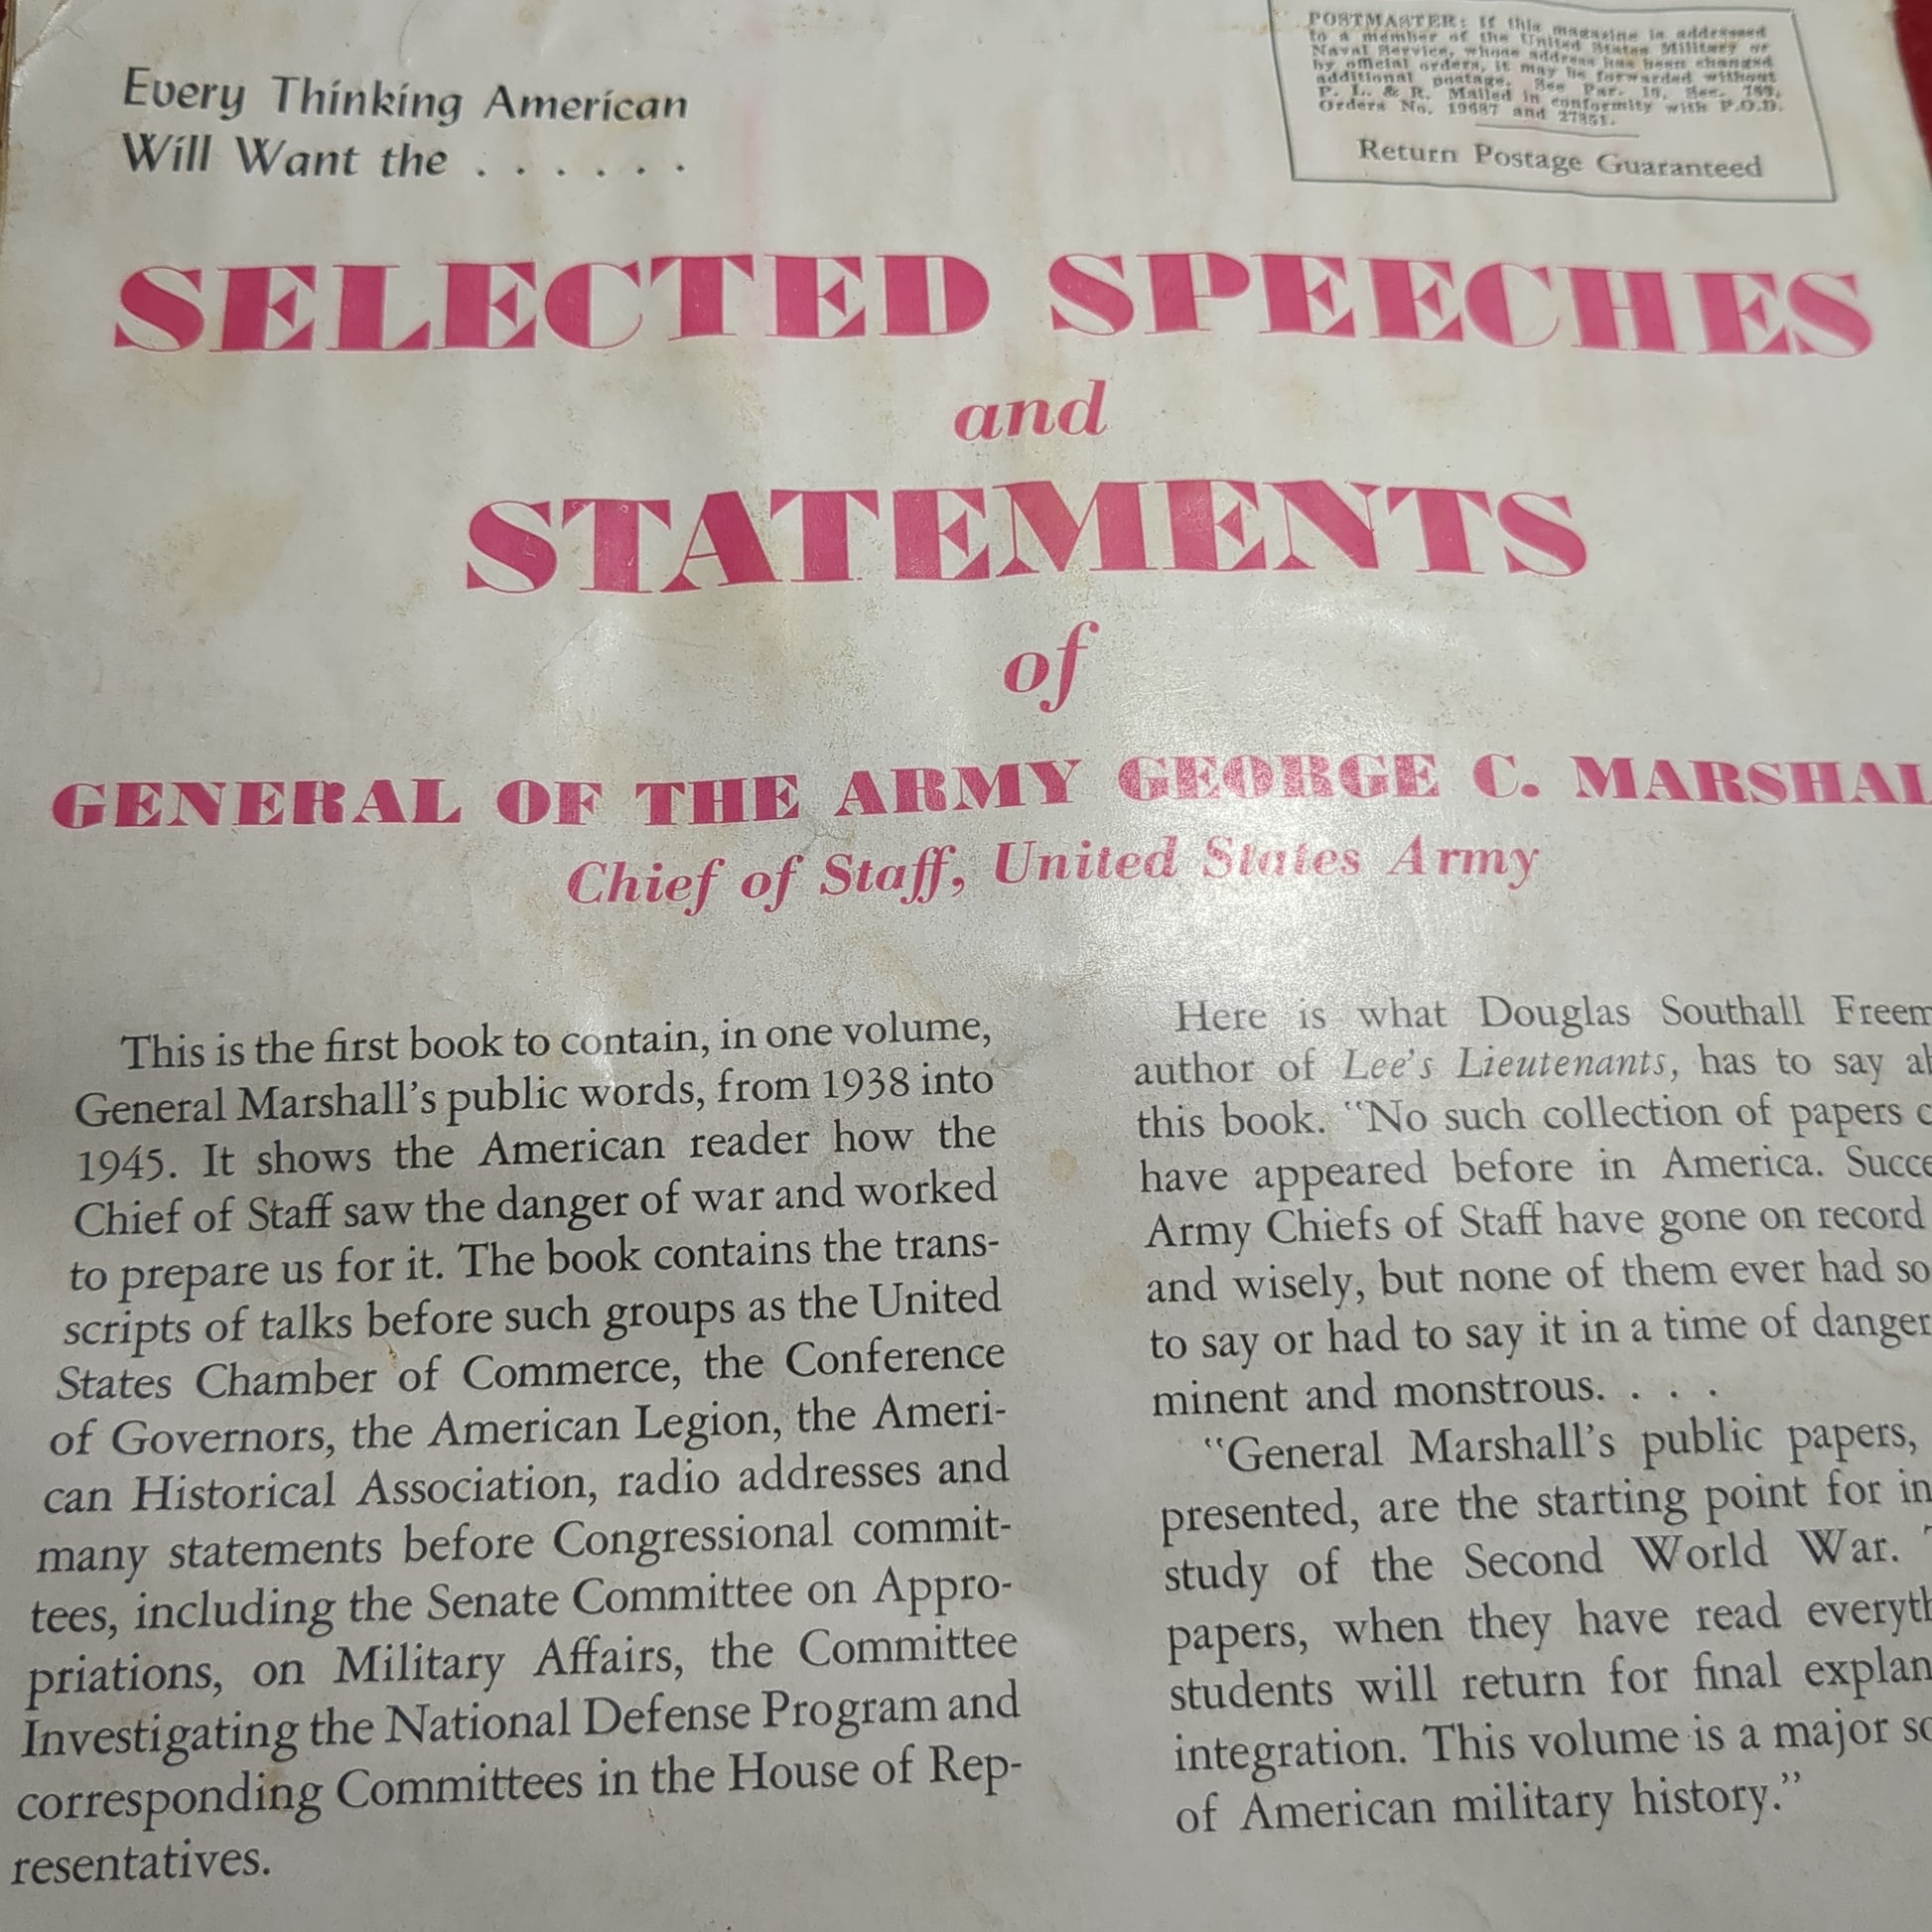 Every Thinking American
Will Want the . . . . . .
POSTMASTER: If this magazine is addressed
to a member of the United States Military or
Naval Service, whose address has been changed
by official orders, it may be forwarded without
additional postage. See Par. 16, Sec. 769,
P. L. & R. Mailed in conformity with P.O.D.
Orders No. 19687 and 27851.
Return Postage Guaranteed
SELECTED SPEECHES
and
STATEMENTS
of
GENERAL OF THE ARMY GEORGE C. MARSHAL
Chief of Staff, United States Army
This is the first book to contain, in one volume,
General Marshall's public words, from 1938 into
1945. It shows the American reader how the
Chief of Staff saw the danger of war and worked
to prepare us for it. The book contains the trans-
scripts of talks before such groups as the United
States Chamber of Commerce, the Conference
of Governors, the American Legion, the Ameri-
can Historical Association, radio addresses and
many statements before Congressional commit-
tees, including the Senate Committee on Appro-
priations, on Military Affairs, the Committee
Investigating the National Defense Program and
corresponding Committees in the House of Rep-
resentatives.
Here is what Douglas Southall Freem
author of Lee's Lieutenants, has to say
this book. "No such collection of papers
have appeared before in America. Succe
Army Chiefs of Staff have gone on record
and wisely, but none of them ever had so
to say or had to say it in a time of danger
minent and monstrous. . . .
"General Marshall's public papers,
presented, are the starting point for in
study of the Second World War.
papers, when they have read everyth
students will return for final explan
integration. This volume is a major so
of American military history."